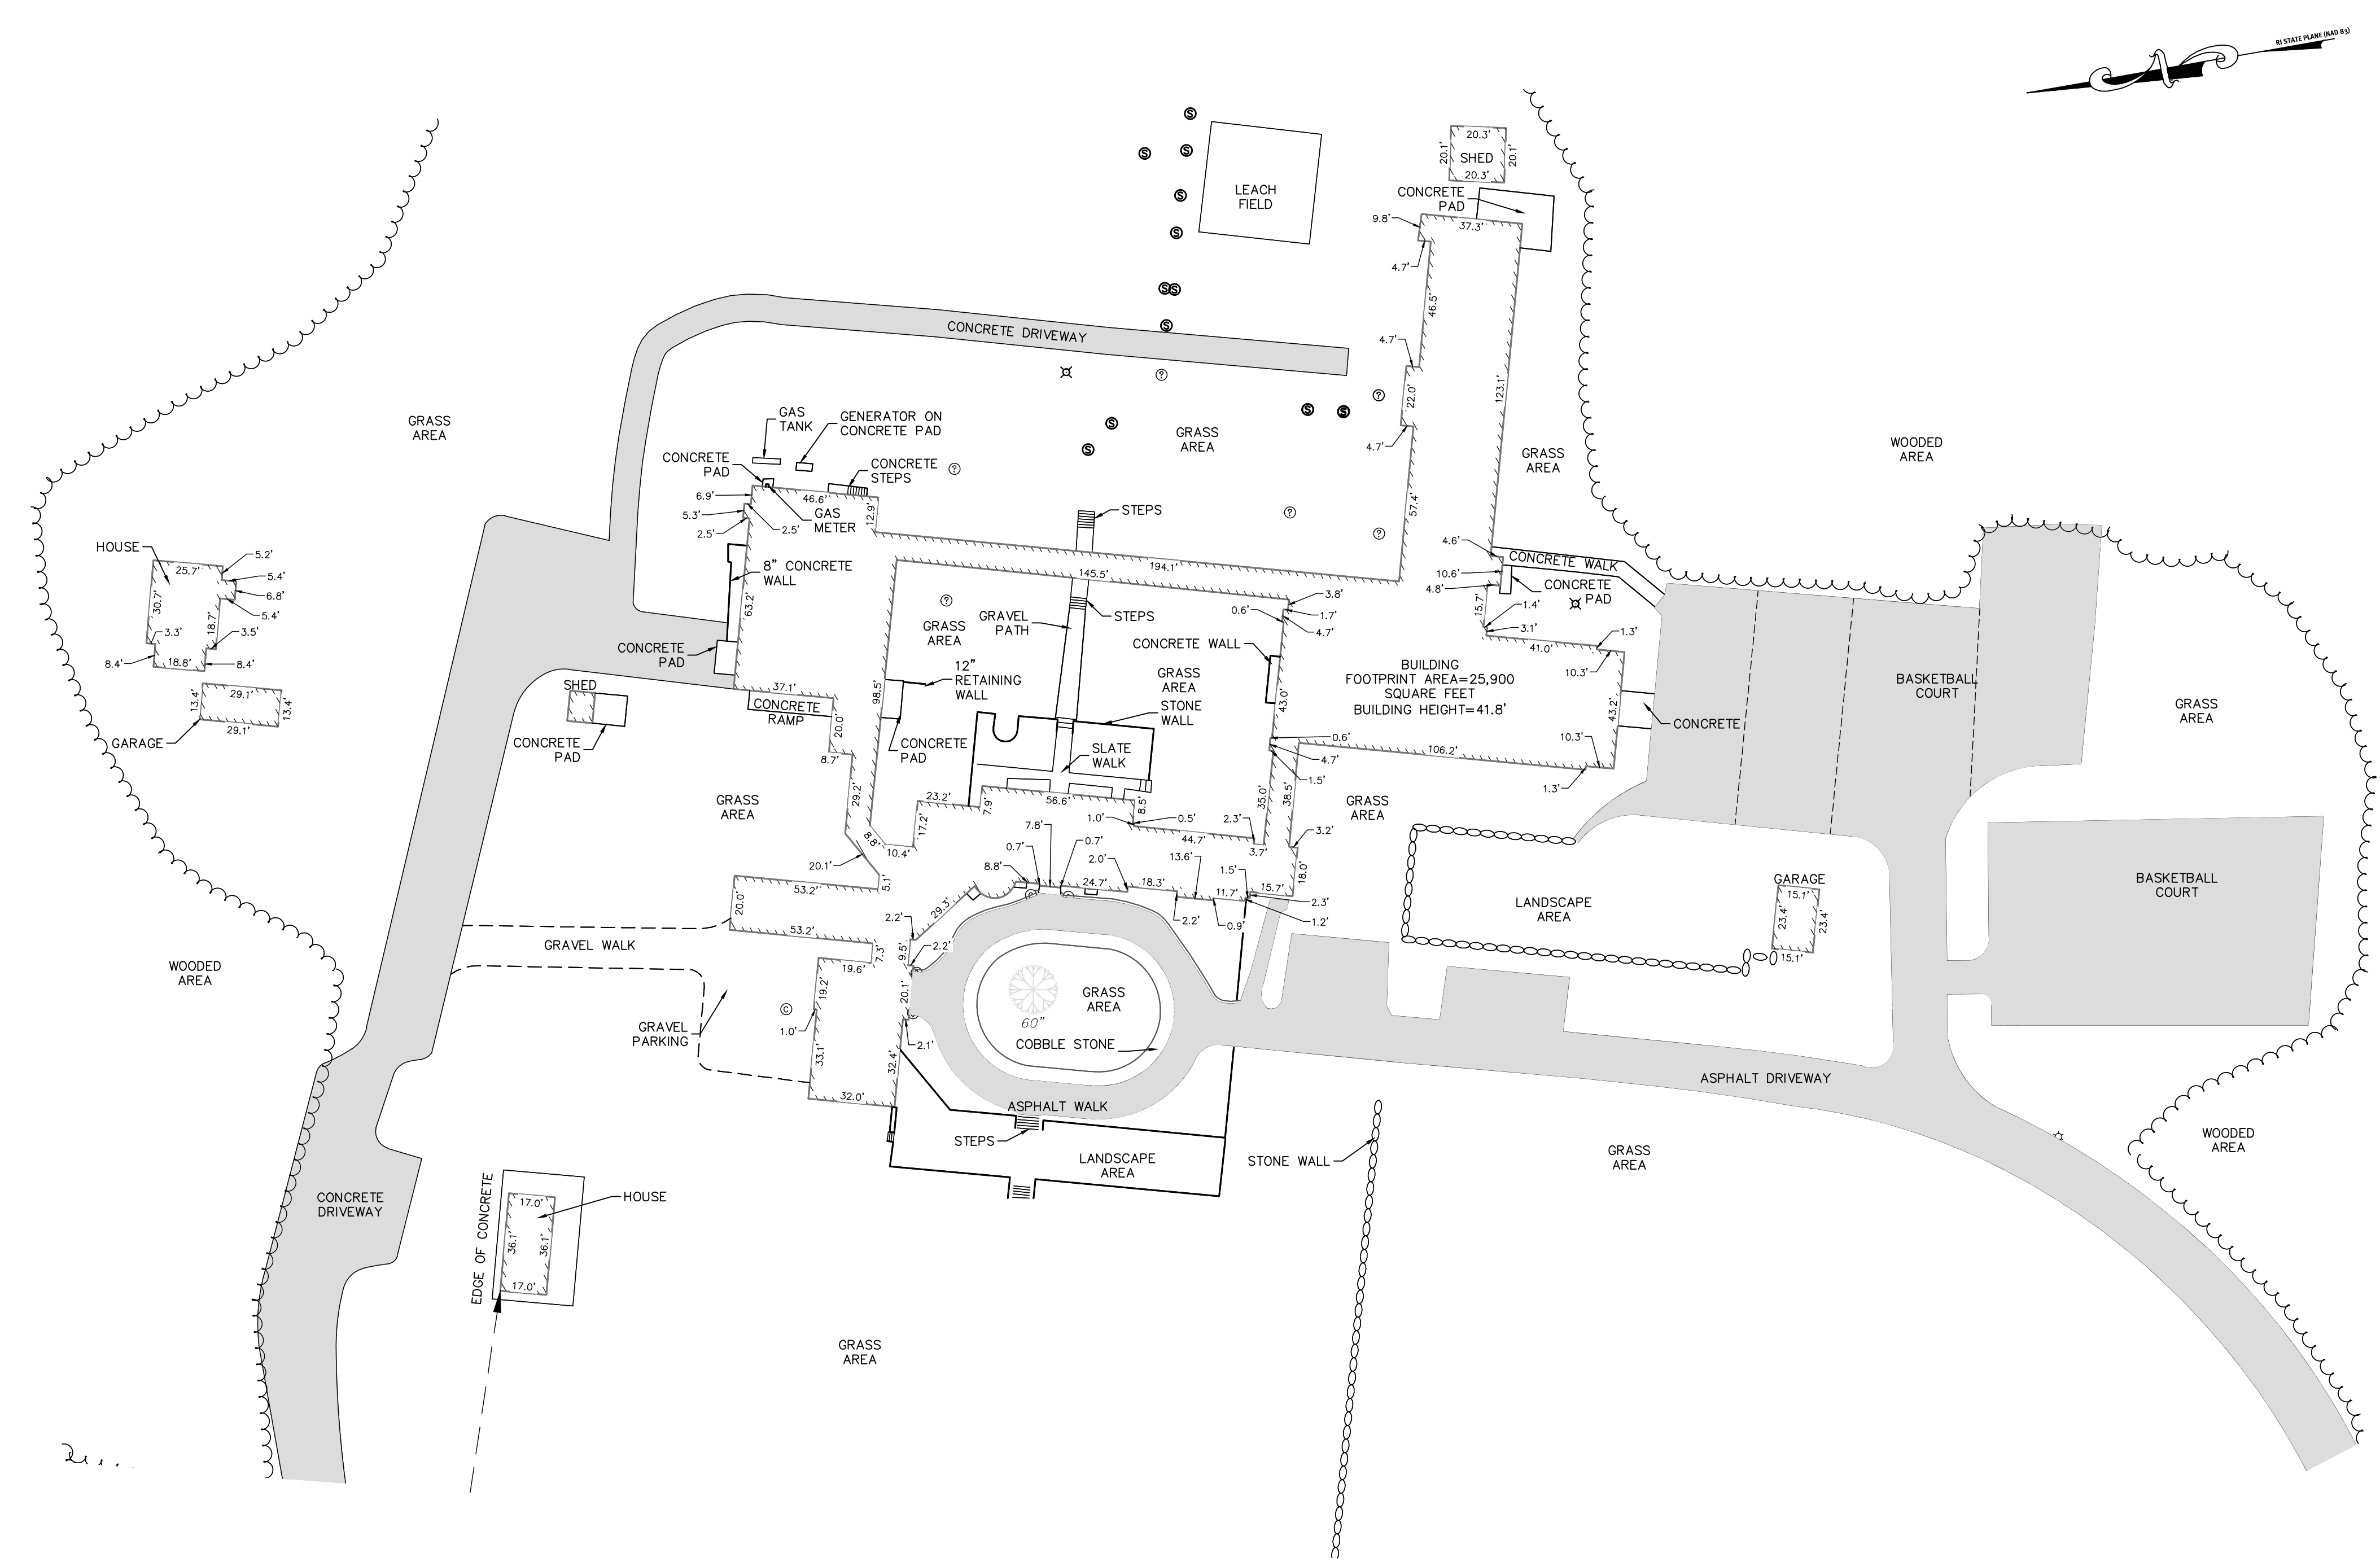 RI STATE PLANE (NAD 83)
N
20.3'
20.1'
SHED
20.1'
20.3'
LEACH
FIELD
CONCRETE
PAD
9.8'
37.3'
4.7'
46.5'
CONCRETE DRIVEWAY
4.7'
22.0'
123.1'
4.7'
57.4'
GRASS
AREA
GAS
TANK
GENERATOR ON
CONCRETE PAD
GRASS
AREA
GRASS
AREA
WOODED
AREA
CONCRETE
PAD
CONCRETE
STEPS
6.9'
46.6'
12.9'
5.3'
2.5'
2.5'
GAS
METER
STEPS
HOUSE
5.2'
25.7'
5.4'
6.8'
30.7'
5.4'
18.7'
3.3'
3.5'
8.4'
18.8'
8.4'
29.1'
13.4'
13.4'
29.1'
GARAGE
8" CONCRETE
WALL
63.2'
194.1'
145.5'
4.6'
CONCRETE WALK
10.6'
4.8'
CONCRETE
PAD
15.7'
1.4'
3.1'
1.3'
41.0'
10.3'
3.8'
0.6'
1.7'
4.7'
GRASS
AREA
GRAVEL
PATH
STEPS
CONCRETE WALL
CONCRETE
PAD
12"
RETAINING
WALL
GRASS
AREA
STONE
WALL
43.0'
BUILDING
FOOTPRINT AREA=25,900
SQUARE FEET
BUILDING HEIGHT=41.8'
43.2'
CONCRETE
BASKETBALL
COURT
GRASS
AREA
SHED
CONCRETE
PAD
37.1'
CONCRETE
RAMP
98.5'
20.0'
8.7'
CONCRETE
PAD
SLATE
WALK
0.6'
4.7'
1.5'
106.2'
10.3'
1.3'
GRASS
AREA
29.2'
23.2'
7.9'
56.6'
8.5'
17.2'
1.0'
0.5'
35.0'
38.5'
GRASS
AREA
2.3'
44.7'
3.7'
3.2'
8.8'
10.4'
20.1'
5.1'
7.8'
0.7'
0.7'
8.8'
2.0'
24.7'
13.6'
18.3'
1.5'
11.7'
15.7'
18.0'
2.3'
1.2'
2.2'
0.9'
53.2'
20.0'
53.2'
29.3'
2.2'
9.5'
2.2'
7.3'
GRAVEL WALK
19.6'
19.2'
20.1'
1.0'
33.1'
32.4'
2.1'
32.0'
GRAVEL
PARKING
WOODED
AREA
60"
GRASS
AREA
COBBLE STONE
ASPHALT WALK
STEPS
LANDSCAPE
AREA
LANDSCAPE
AREA
GARAGE
15.1'
23.4'
23.4'
15.1'
BASKETBALL
COURT
ASPHALT DRIVEWAY
STONE WALL
GRASS
AREA
WOODED
AREA
CONCRETE
DRIVEWAY
EDGE OF CONCRETE
17.0'
36.1'
36.1'
17.0'
HOUSE
GRASS
AREA